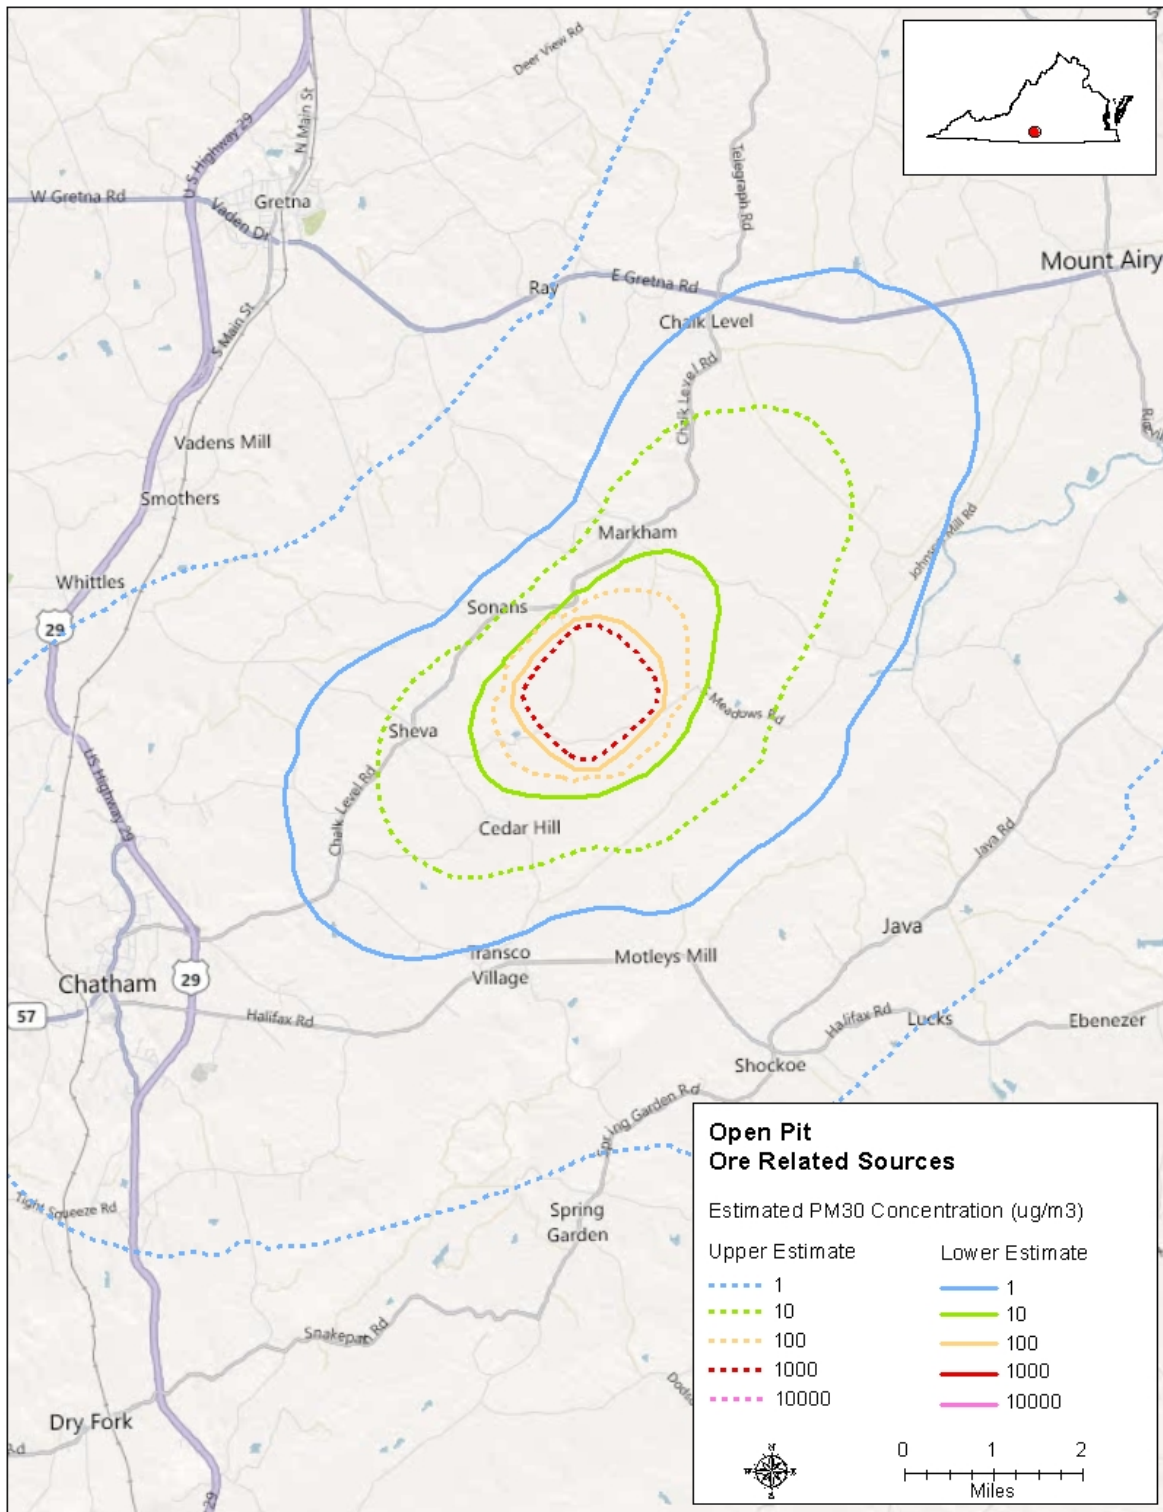 Deer View Rd
U S Highway 29
N Main St
Telegraph Rd
W Gretna Rd
Gretna
Vaden Dr
Mount Airy
Ray
E Gretna Rd
Chalk Level
S Main St
Chalk Level Rd
Vadens Mill
Smothers
Johnson Mill Rd
Markham
Whittles
Sonans
29
Meadows Rd
Sheva
US Highway 29
Chalk Level Rd
Cedar Hill
Java Rd
Java
Transco
Village
Motleys Mill
Chatham
29
57
Halifax Rd
Halifax Rd
Lucks
Ebenezer
Shockoe
Spring Garden Rd
Tight Squeeze Rd
Spring
Garden
Snakepath Rd
Dry Fork
Rd
29
Open Pit
Ore Related Sources
Estimated PM30 Concentration (ug/m3)
Upper Estimate Lower Estimate
1 1
10 10
100 100
1000 1000
10000 10000
N
W E
S
0 1 2
Miles